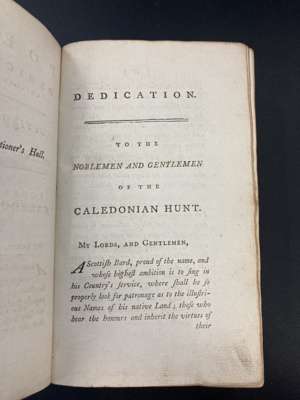 tioner's Hall,
DEDICATION.
TO THE
NOBLEMEN AND GENTLEMEN
OF THE
CALEDONIAN HUNT.
MY LORDS, AND GENTLEMEN,
A Scottish Bard, proud of the name, and
whose highest ambition is to sing in
his Country's service, where shall he so
properly look for patronage as to the illustri-
ous Names of his native Land; those who
bear the honours and inherit the virtues of
their